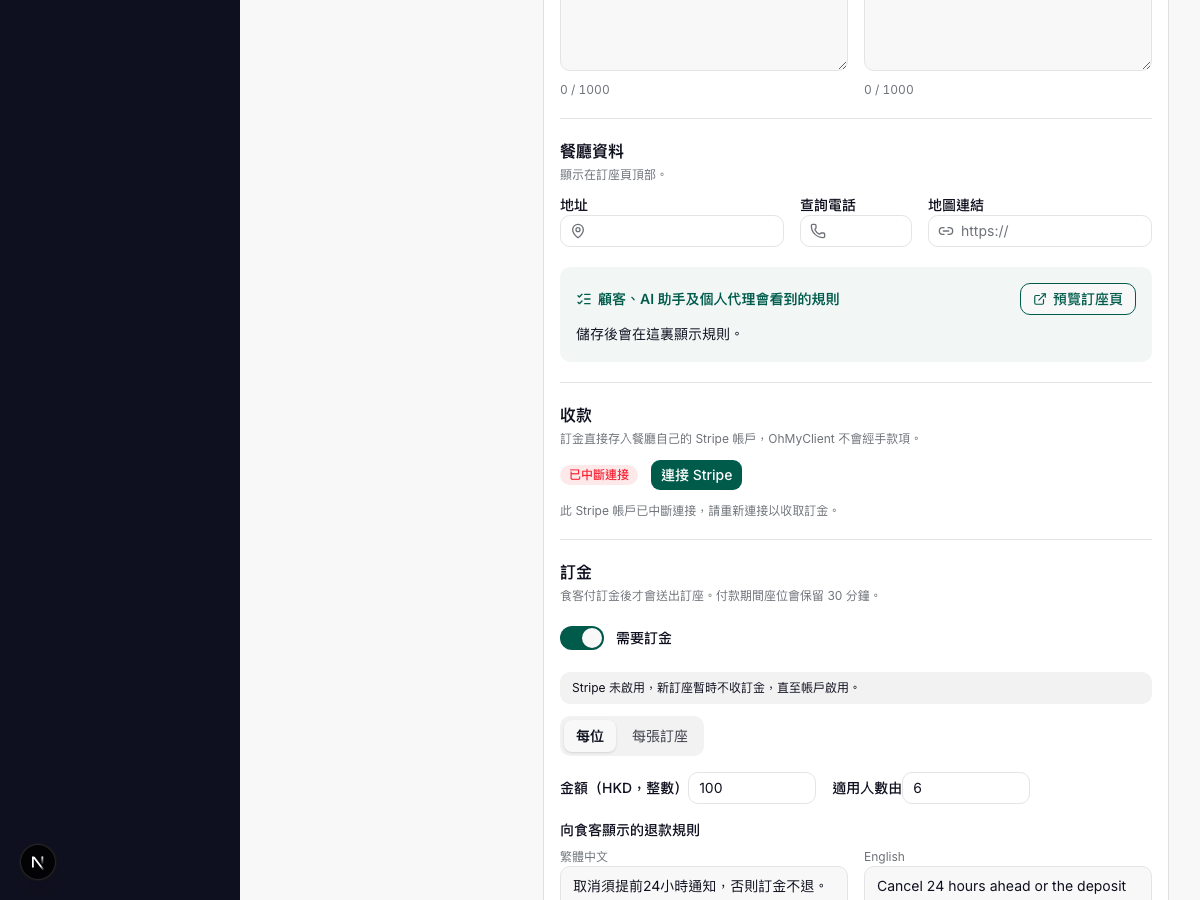 0 / 1000
0 / 1000
餐廳資料
顯示在訂座頁頂部。
地址
查詢電話
地圖連結
https://
顧客、AI 助手及個人代理會看到的規則
預覽訂座頁
儲存後會在這裏顯示規則。
收款
訂金直接存入餐廳自己的 Stripe 帳戶，OhMyClient 不會經手款項。
已中斷連接
連接 Stripe
此 Stripe 帳戶已中斷連接，請重新連接以收取訂金。
訂金
食客付訂金後才會送出訂座。付款期間座位會保留 30 分鐘。
需要訂金
Stripe 未啟用，新訂座暫時不收訂金，直至帳戶啟用。
每位
每張訂座
金額（HKD，整數）
100
適用人數由
6
向食客顯示的退款規則
繁體中文
English
取消須提前24小時通知，否則訂金不退。
Cancel 24 hours ahead or the deposit
N